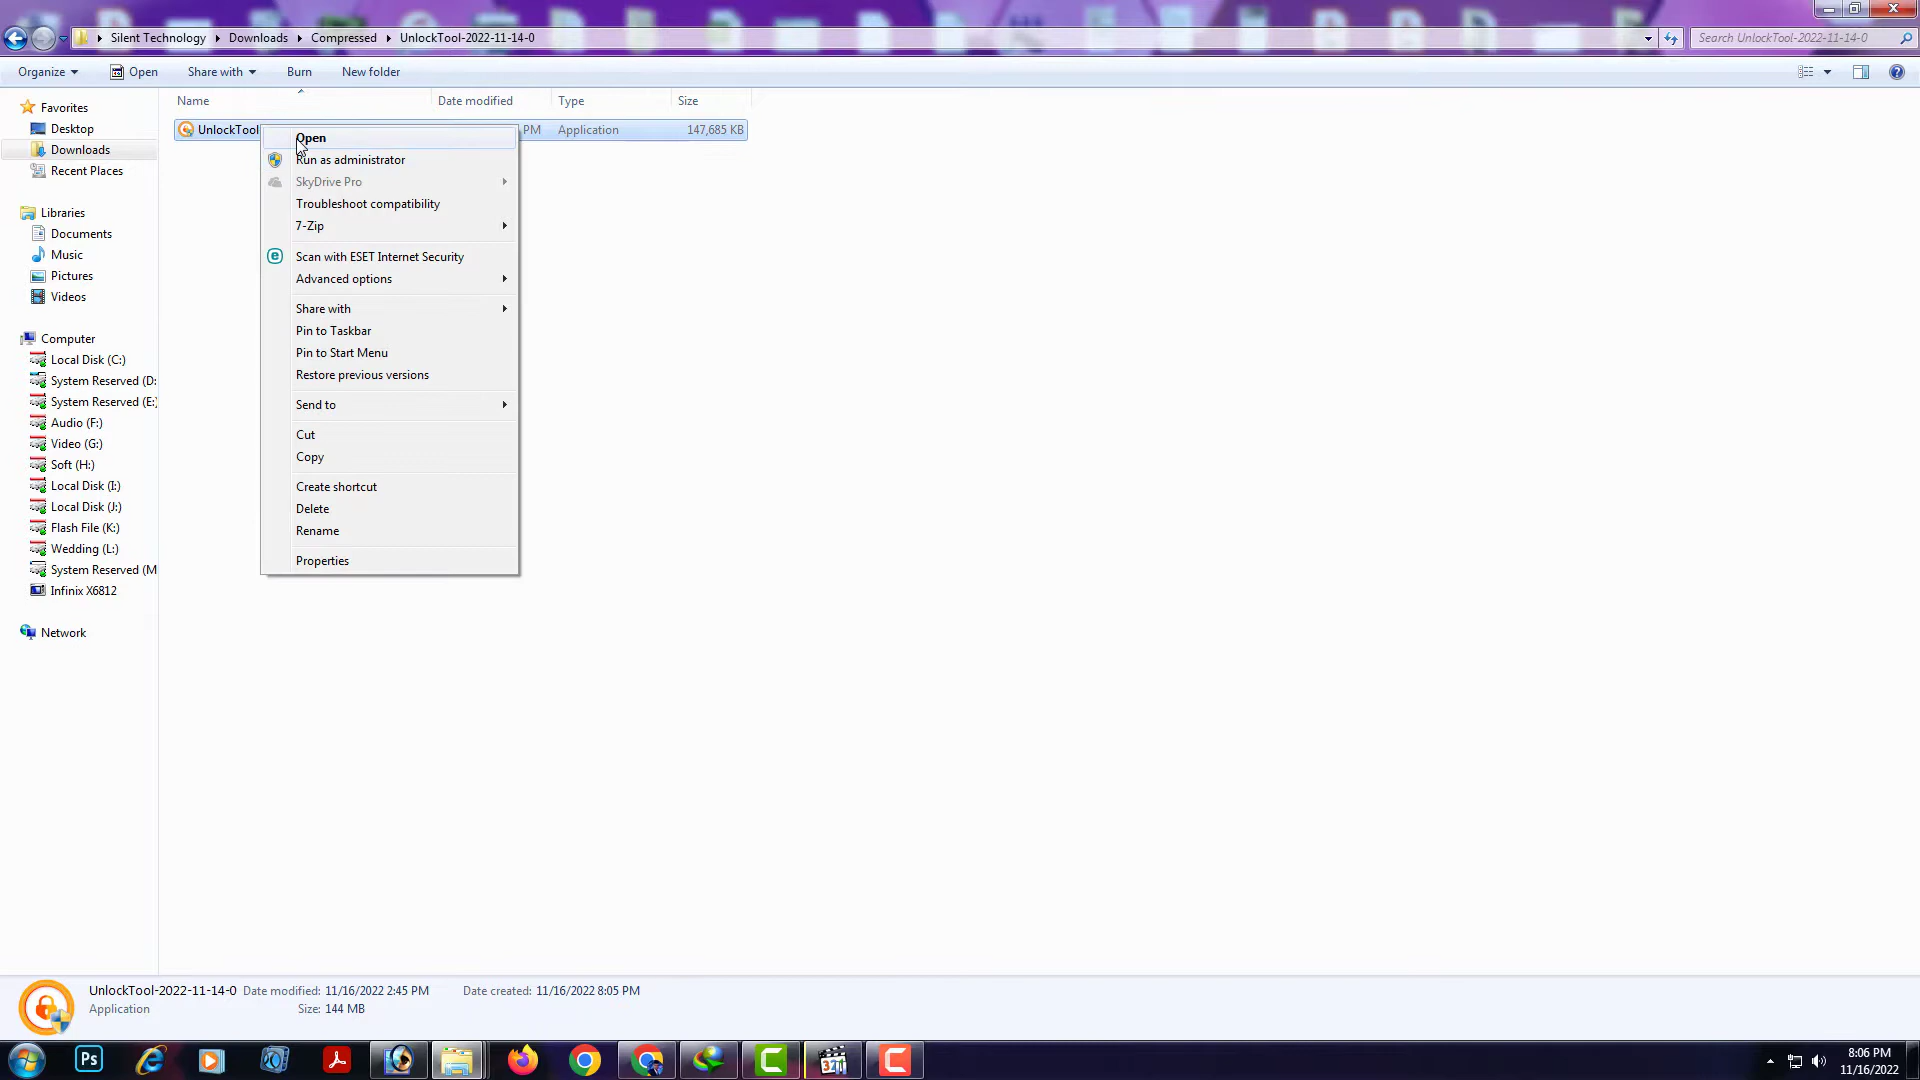 Silent Technology Downloads Compressed UnlockTool-2022-11-14-0
Search UnlockTool-2022-11-14-0
Organize Open Share with Burn New folder
Name Date modified Type Size
UnlockTool PM Application 147,685 KB
Favorites
Desktop
Downloads
Recent Places
Libraries
Documents
Music
Pictures
Videos
Computer
Local Disk (C:)
System Reserved (D:
System Reserved (E:)
Audio (F:)
Video (G:)
Soft (H:)
Local Disk (I:)
Local Disk (J:)
Flash File (K:)
Wedding (L:)
System Reserved (M
Infinix X6812
Network
Open
Run as administrator
SkyDrive Pro
Troubleshoot compatibility
7-Zip
Scan with ESET Internet Security
Advanced options
Share with
Pin to Taskbar
Pin to Start Menu
Restore previous versions
Send to
Cut
Copy
Create shortcut
Delete
Rename
Properties
UnlockTool-2022-11-14-0 Date modified: 11/16/2022 2:45 PM Date created: 11/16/2022 8:05 PM
Application Size: 144 MB
Ps
321
8:06 PM
11/16/2022